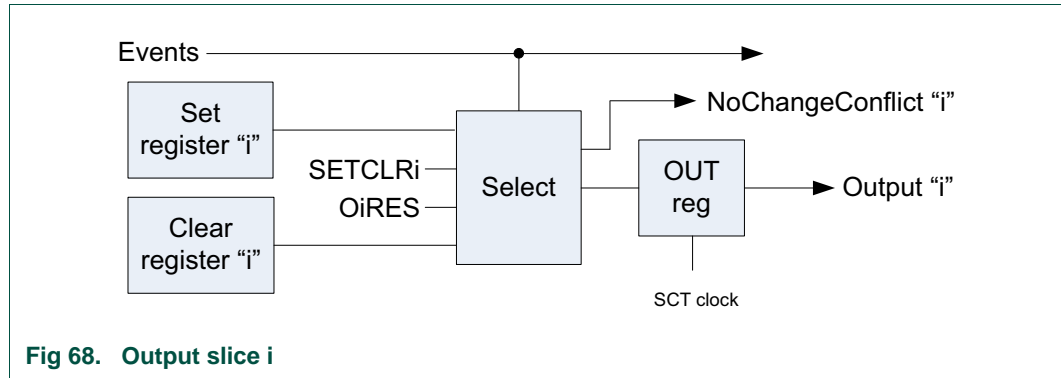 Events
Set
register “i”
NoChangeConflict “i”
SETCLRi
OiRES
Select
OUT
reg
Output “i”
Clear
register “i”
SCT clock
Fig 68. Output slice i